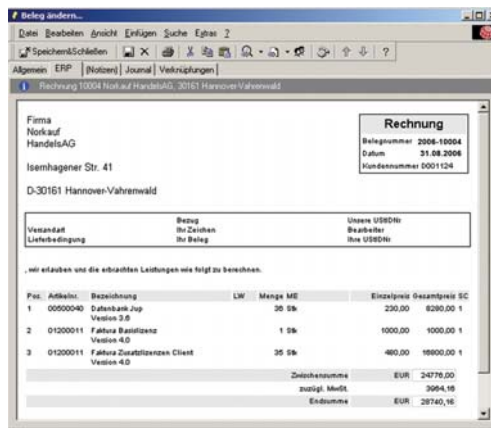 Beleg ändern...
Datei Bearbeiten Ansicht Einfügen Suche Extras ?
Speichern&Schließen
Allgemein ERP (Notizen) Journal Verknüpfungen
Rechnung 10004 Norkauf HandelsAG, 30161 Hannover-Vahrenwald
Firma
Norkauf
HandelsAG
Isernhagener Str. 41
D-30161 Hannover-Vahrenwald
Rechnung
Belegnummer 2006-10004
Datum 31.08.2006
Kundennummer D001124
Bezug Unsere UStIDNr
Versandart Ihr Zeichen Bearbeiter
Lieferbedingung Ihr Beleg Ihre UStIDNr
, wir erlauben uns die erbrachten Leistungen wie folgt zu berechnen.
Pos. Artikelnr. Bezeichnung LW Menge ME Einzelpreis Gesamtpreis SC
1 00500040 Datenbank Jup 36 Stk 230,00 8280,00 1
Version 3.6
2 01200011 Faktura Basislizenz 1 Stk 1000,00 1000,00 1
Version 4.0
3 01200011 Faktura Zusatzlizenzen Client 35 Stk 480,00 16800,00 1
Version 4.0
Zwischensumme EUR 24776,00
zuzügl. MwSt. 3964,16
Endsumme EUR 28740,16